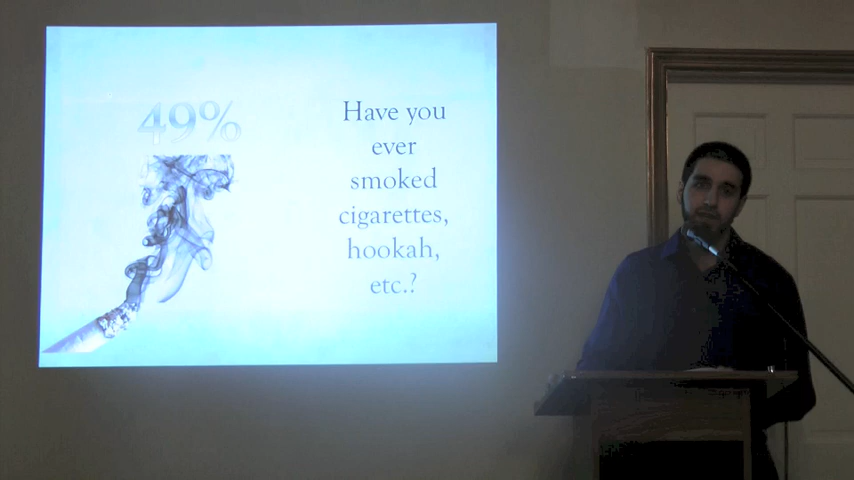 49%
Have you
ever
smoked
cigarettes,
hookah,
etc.?